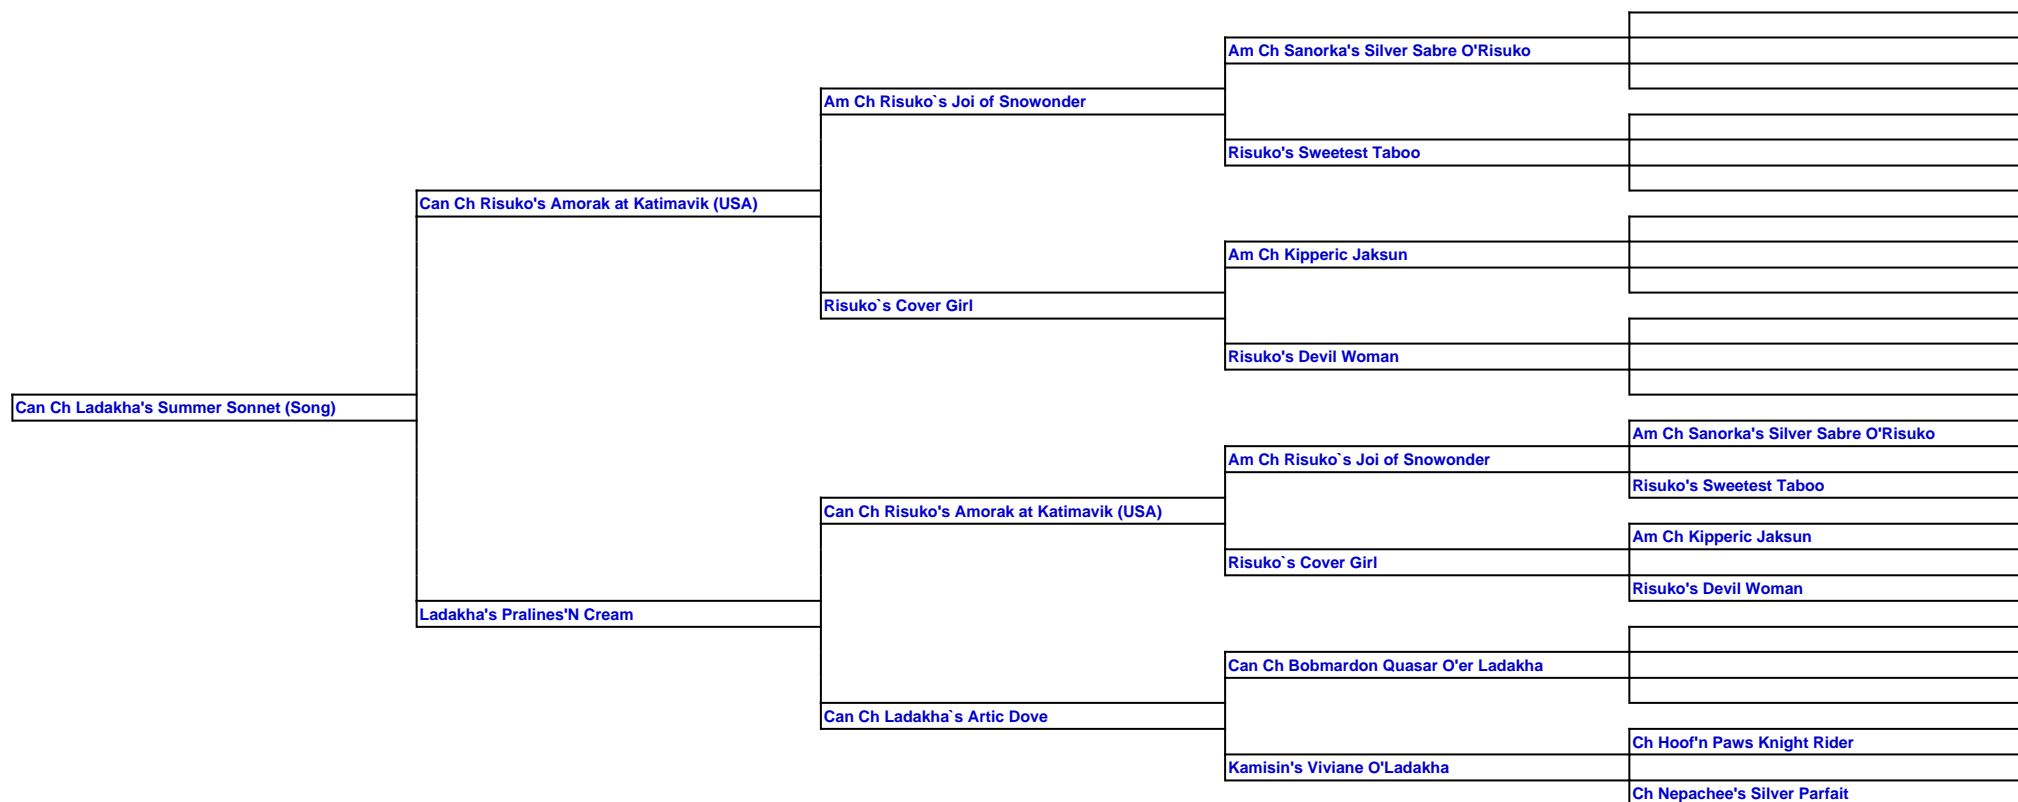 Am Ch Sanorka's Silver Sabre O'Risuko
Am Ch Risuko`s Joi of Snowonder
Risuko's Sweetest Taboo
Can Ch Risuko's Amorak at Katimavik (USA)
Am Ch Kipperic Jaksun
Risuko`s Cover Girl
Risuko's Devil Woman
Can Ch Ladakha's Summer Sonnet (Song)
Am Ch Sanorka's Silver Sabre O'Risuko
Am Ch Risuko`s Joi of Snowonder
Risuko's Sweetest Taboo
Can Ch Risuko's Amorak at Katimavik (USA)
Am Ch Kipperic Jaksun
Risuko`s Cover Girl
Risuko's Devil Woman
Ladakha's Pralines'N Cream
Can Ch Bobmardon Quasar O'er Ladakha
Can Ch Ladakha`s Artic Dove
Ch Hoof'n Paws Knight Rider
Kamisin's Viviane O'Ladakha
Ch Nepachee's Silver Parfait